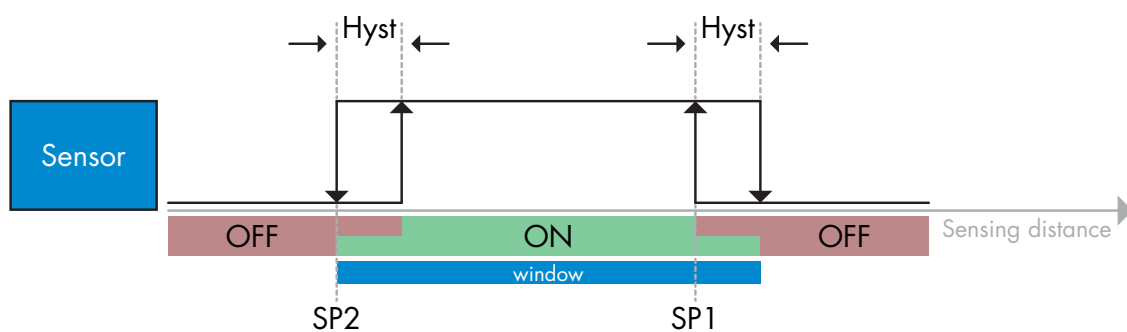 Hyst
Hyst
Sensor
OFF
ON
OFF
Sensing distance
window
SP2
SP1